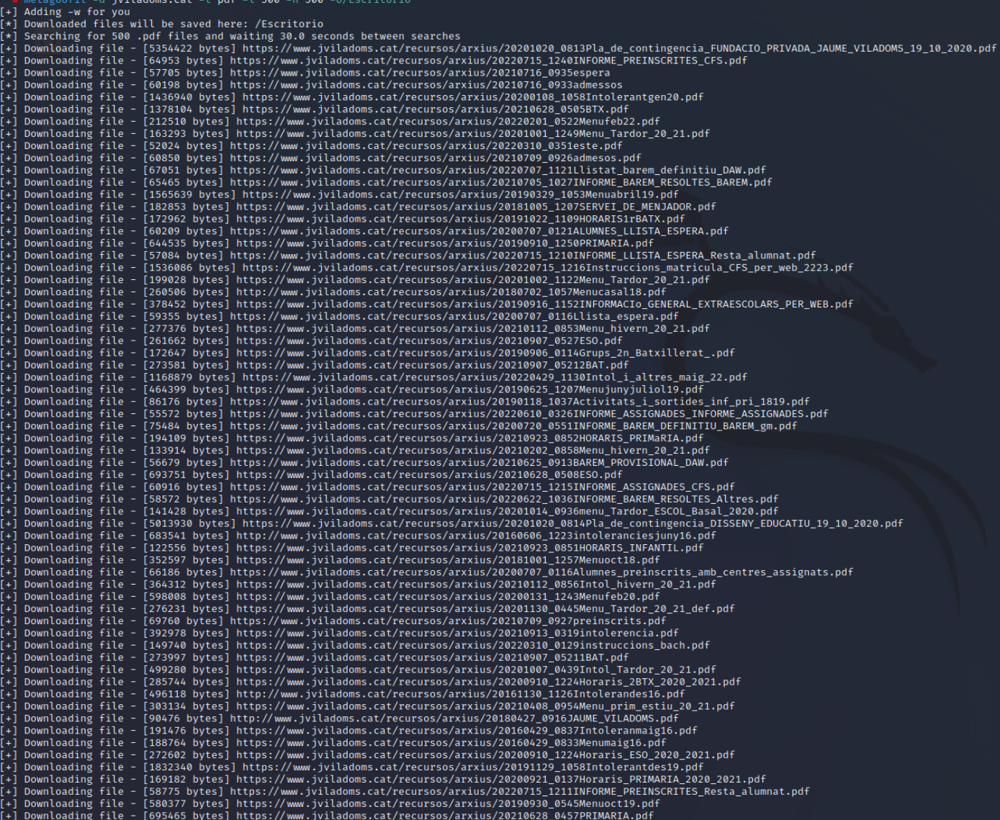 # metagoofil -d jviladoms.cat -t pdf -l 500 -n 500 -o/Escritorio
[+] Adding -w for you
[*] Downloaded files will be saved here: /Escritorio
[*] Searching for 500 .pdf files and waiting 30.0 seconds between searches
[+] Downloading file - [5354422 bytes] https://www.jviladoms.cat/recursos/arxius/20201020_0813Pla_de_contingencia_FUNDACIO_PRIVADA_JAUME_VILADOMS_19_10_2020.pdf
[+] Downloading file - [64953 bytes] https://www.jviladoms.cat/recursos/arxius/20220715_1240INFORME_PREINSCRITES_CFS.pdf
[+] Downloading file - [57705 bytes] https://www.jviladoms.cat/recursos/arxius/20210716_0935espera
[+] Downloading file - [60198 bytes] https://www.jviladoms.cat/recursos/arxius/20210716_0933admessos
[+] Downloading file - [1436940 bytes] https://www.jviladoms.cat/recursos/arxius/20200108_1058Intolerantgen20.pdf
[+] Downloading file - [1378104 bytes] https://www.jviladoms.cat/recursos/arxius/20210628_0505BTX.pdf
[+] Downloading file - [212510 bytes] https://www.jviladoms.cat/recursos/arxius/20220201_0522Menufeb22.pdf
[+] Downloading file - [163293 bytes] https://www.jviladoms.cat/recursos/arxius/20201001_1249Menu_Tardor_20_21.pdf
[+] Downloading file - [52024 bytes] https://www.jviladoms.cat/recursos/arxius/20220310_0351este.pdf
[+] Downloading file - [60850 bytes] https://www.jviladoms.cat/recursos/arxius/20210709_0926admesos.pdf
[+] Downloading file - [67051 bytes] https://www.jviladoms.cat/recursos/arxius/20220707_1121Llistat_barem_definitiu_DAW.pdf
[+] Downloading file - [65465 bytes] https://www.jviladoms.cat/recursos/arxius/20210705_1027INFORME_BAREM_RESOLTES_BAREM.pdf
[+] Downloading file - [1565639 bytes] https://www.jviladoms.cat/recursos/arxius/20190329_1053Menuabril19.pdf
[+] Downloading file - [182853 bytes] https://www.jviladoms.cat/recursos/arxius/20181005_1207SERVEI_DE_MENJADOR.pdf
[+] Downloading file - [172962 bytes] https://www.jviladoms.cat/recursos/arxius/20191022_1109HORARIS1rBATX.pdf
[+] Downloading file - [60209 bytes] https://www.jviladoms.cat/recursos/arxius/20200707_0121ALUMNES_LLISTA_ESPERA.pdf
[+] Downloading file - [644535 bytes] https://www.jviladoms.cat/recursos/arxius/20190910_1250PRIMARIA.pdf
[+] Downloading file - [57084 bytes] https://www.jviladoms.cat/recursos/arxius/20220715_1210INFORME_LLISTA_ESPERA_Resta_alumnat.pdf
[+] Downloading file - [1536086 bytes] https://www.jviladoms.cat/recursos/arxius/20220715_1216Instruccions_matricula_CFS_per_web_2223.pdf
[+] Downloading file - [199028 bytes] https://www.jviladoms.cat/recursos/arxius/20201002_1122Menu_Tardor_20_21.pdf
[+] Downloading file - [260506 bytes] http://www.jviladoms.cat/recursos/arxius/20180702_1057Menucasal18.pdf
[+] Downloading file - [378452 bytes] https://www.jviladoms.cat/recursos/arxius/20190916_1152INFORMACIo_GENERAL_EXTRAESCOLARS_PER_WEB.pdf
[+] Downloading file - [59355 bytes] https://www.jviladoms.cat/recursos/arxius/20200707_0116Llista_espera.pdf
[+] Downloading file - [277376 bytes] https://www.jviladoms.cat/recursos/arxius/20210112_0853Menu_hivern_20_21.pdf
[+] Downloading file - [261662 bytes] https://www.jviladoms.cat/recursos/arxius/20210907_0527ESO.pdf
[+] Downloading file - [172647 bytes] https://www.jviladoms.cat/recursos/arxius/20190906_0114Grups_2n_Batxillerat_.pdf
[+] Downloading file - [273581 bytes] https://www.jviladoms.cat/recursos/arxius/20210907_05212BAT.pdf
[+] Downloading file - [1168879 bytes] https://www.jviladoms.cat/recursos/arxius/20220429_1130Intol_i_altres_maig_22.pdf
[+] Downloading file - [464399 bytes] https://www.jviladoms.cat/recursos/arxius/20190625_1207Menujunyjuliol19.pdf
[+] Downloading file - [86176 bytes] https://www.jviladoms.cat/recursos/arxius/20190118_1037Activitats_i_sortides_inf_pri_1819.pdf
[+] Downloading file - [55572 bytes] https://www.jviladoms.cat/recursos/arxius/20220610_0326INFORME_ASSIGNADES_INFORME_ASSIGNADES.pdf
[+] Downloading file - [75484 bytes] https://www.jviladoms.cat/recursos/arxius/20200720_0551INFORME_BAREM_DEFINITIU_BAREM_gm.pdf
[+] Downloading file - [194109 bytes] https://www.jviladoms.cat/recursos/arxius/20210923_0852HORARIS_PRIMaRIA.pdf
[+] Downloading file - [133914 bytes] https://www.jviladoms.cat/recursos/arxius/20210202_0858Menu_hivern_20_21.pdf
[+] Downloading file - [56679 bytes] https://www.jviladoms.cat/recursos/arxius/20210625_0913BAREM_PROVISIONAL_DAW.pdf
[+] Downloading file - [693751 bytes] https://www.jviladoms.cat/recursos/arxius/20210628_0508ESO.pdf
[+] Downloading file - [60916 bytes] https://www.jviladoms.cat/recursos/arxius/20220715_1215INFORME_ASSIGNADES_CFS.pdf
[+] Downloading file - [58572 bytes] https://www.jviladoms.cat/recursos/arxius/20220622_1036INFORME_BAREM_RESOLTES_Altres.pdf
[+] Downloading file - [141428 bytes] https://www.jviladoms.cat/recursos/arxius/20201014_0936menu_Tardor_ESCOL_Basal_2020.pdf
[+] Downloading file - [5013930 bytes] https://www.jviladoms.cat/recursos/arxius/20201020_0814Pla_de_contingencia_DISSENY_EDUCATIU_19_10_2020.pdf
[+] Downloading file - [683541 bytes] http://www.jviladoms.cat/recursos/arxius/20160606_1223intoleranciesjuny16.pdf
[+] Downloading file - [122556 bytes] https://www.jviladoms.cat/recursos/arxius/20210923_0851HORARIS_INFANTIL.pdf
[+] Downloading file - [352597 bytes] https://www.jviladoms.cat/recursos/arxius/20181001_1257Menuoct18.pdf
[+] Downloading file - [66186 bytes] https://www.jviladoms.cat/recursos/arxius/20200707_0116Alumnes_preinscrits_amb_centres_assignats.pdf
[+] Downloading file - [364312 bytes] https://www.jviladoms.cat/recursos/arxius/20210112_0856Intol_hivern_20_21.pdf
[+] Downloading file - [598008 bytes] https://www.jviladoms.cat/recursos/arxius/20200131_1243Menufeb20.pdf
[+] Downloading file - [276231 bytes] https://www.jviladoms.cat/recursos/arxius/20201130_0445Menu_Tardor_20_21_def.pdf
[+] Downloading file - [69760 bytes] https://www.jviladoms.cat/recursos/arxius/20210709_0927preinscrits.pdf
[+] Downloading file - [392978 bytes] https://www.jviladoms.cat/recursos/arxius/20210913_0319intolerencia.pdf
[+] Downloading file - [149740 bytes] https://www.jviladoms.cat/recursos/arxius/20220310_0129instruccions_bach.pdf
[+] Downloading file - [273997 bytes] https://www.jviladoms.cat/recursos/arxius/20210907_05211BAT.pdf
[+] Downloading file - [499280 bytes] https://www.jviladoms.cat/recursos/arxius/20201007_0439Intol_Tardor_20_21.pdf
[+] Downloading file - [285744 bytes] https://www.jviladoms.cat/recursos/arxius/20200910_1224Horaris_2BTX_2020_2021.pdf
[+] Downloading file - [496118 bytes] http://www.jviladoms.cat/recursos/arxius/20161130_1126Intolerandes16.pdf
[+] Downloading file - [303134 bytes] https://www.jviladoms.cat/recursos/arxius/20210408_0954Menu_prim_estiu_20_21.pdf
[+] Downloading file - [90476 bytes] http://www.jviladoms.cat/recursos/arxius/20180427_0916JAUME_VILADOMS.pdf
[+] Downloading file - [191476 bytes] https://www.jviladoms.cat/recursos/arxius/20160429_0837Intoleranmaig16.pdf
[+] Downloading file - [188764 bytes] http://www.jviladoms.cat/recursos/arxius/20160429_0833Menumaig16.pdf
[+] Downloading file - [272602 bytes] https://www.jviladoms.cat/recursos/arxius/20200910_1224Horaris_ESO_2020_2021.pdf
[+] Downloading file - [1832340 bytes] https://www.jviladoms.cat/recursos/arxius/20191129_1058Intolerantdes19.pdf
[+] Downloading file - [169182 bytes] https://www.jviladoms.cat/recursos/arxius/20200921_0137Horaris_PRIMARIA_2020_2021.pdf
[+] Downloading file - [58775 bytes] https://www.jviladoms.cat/recursos/arxius/20220715_1211INFORME_PREINSCRITES_Resta_alumnat.pdf
[+] Downloading file - [580377 bytes] https://www.jviladoms.cat/recursos/arxius/20190930_0545Menuoct19.pdf
[+] Downloading file - [695465 bytes] https://www.jviladoms.cat/recursos/arxius/20210628_0457PRIMARIA.pdf